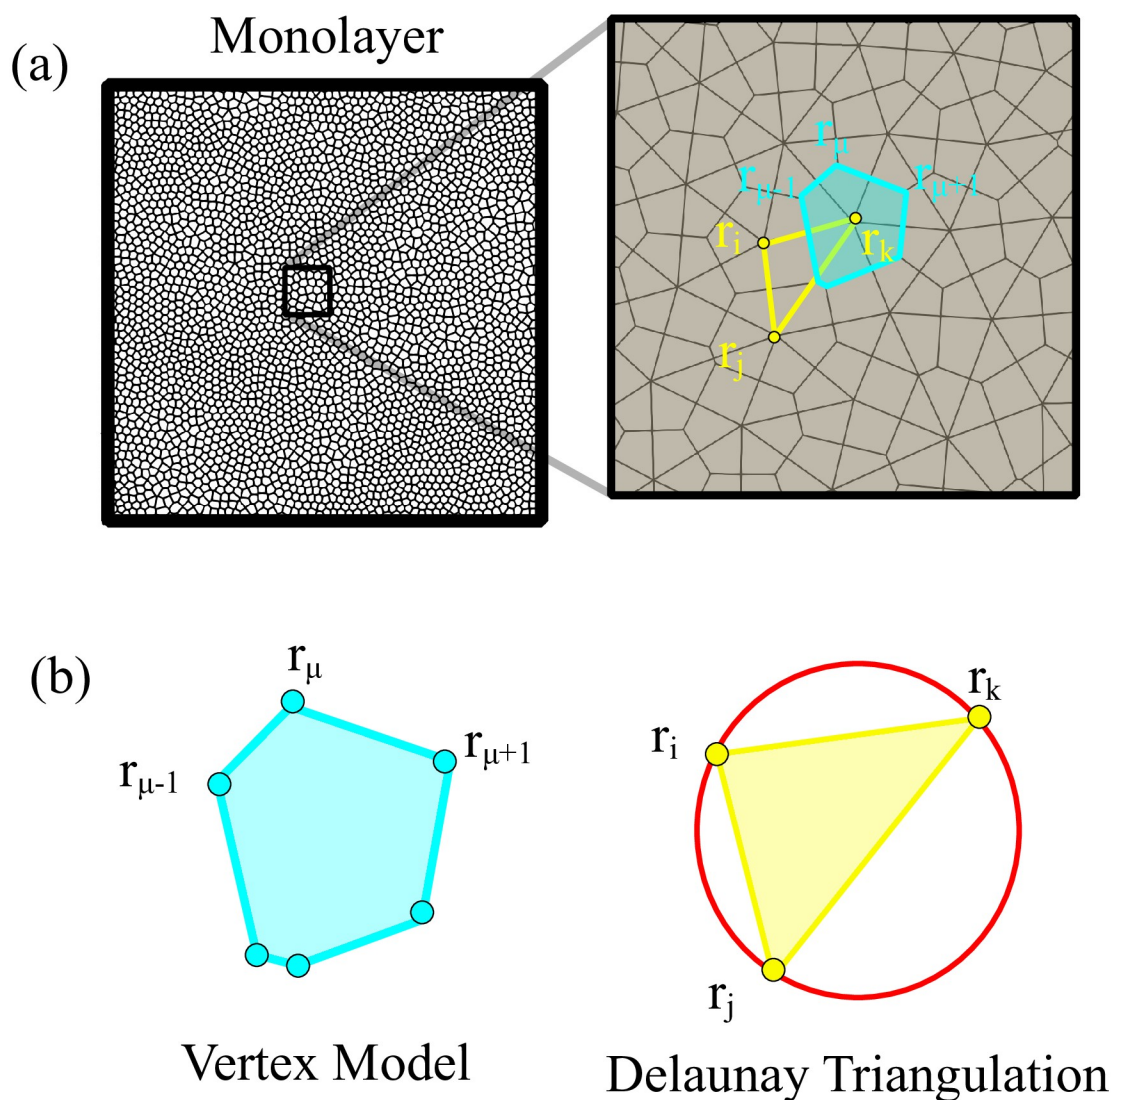 (a)
Monolayer
rμ
rμ-1
rμ+1
ri
rk
rj
(b)
rμ
rμ-1
rμ+1
Vertex Model
ri
rk
rj
Delaunay Triangulation